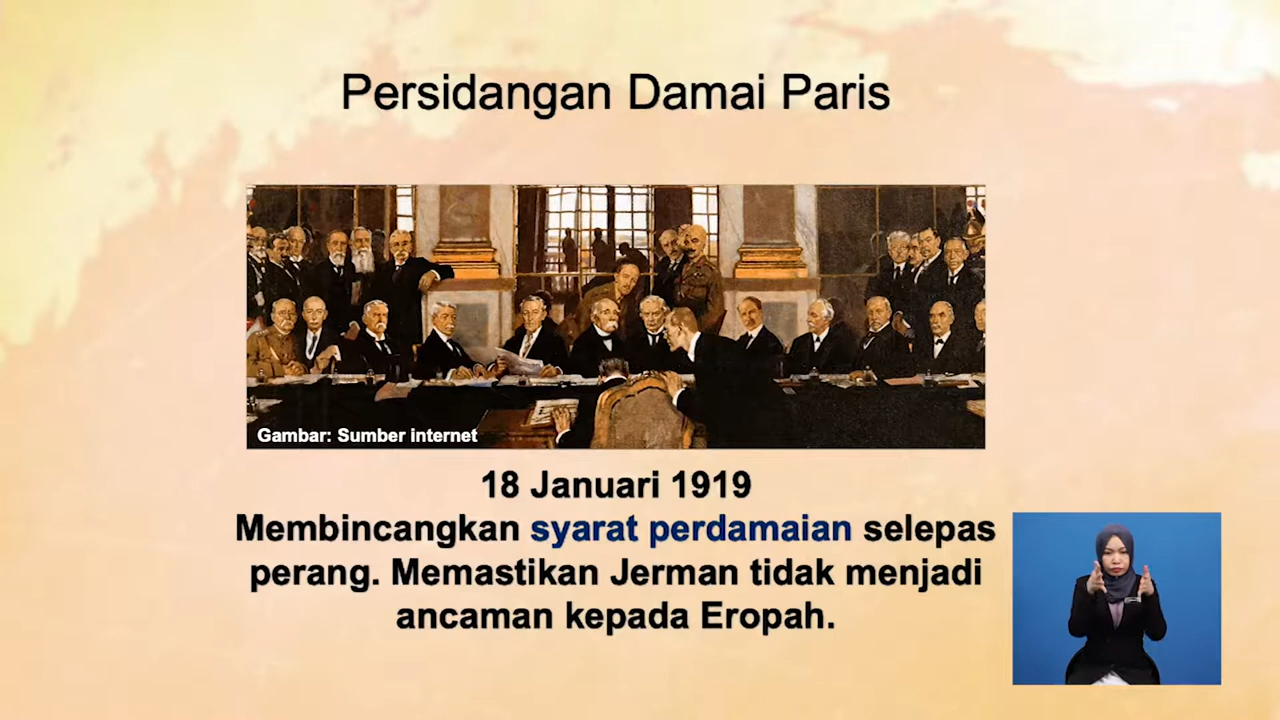 Persidangan Damai Paris
Gambar: Sumber internet
18 Januari 1919
Membincangkan syarat perdamaian selepas
perang. Memastikan Jerman tidak menjadi
ancaman kepada Eropah.